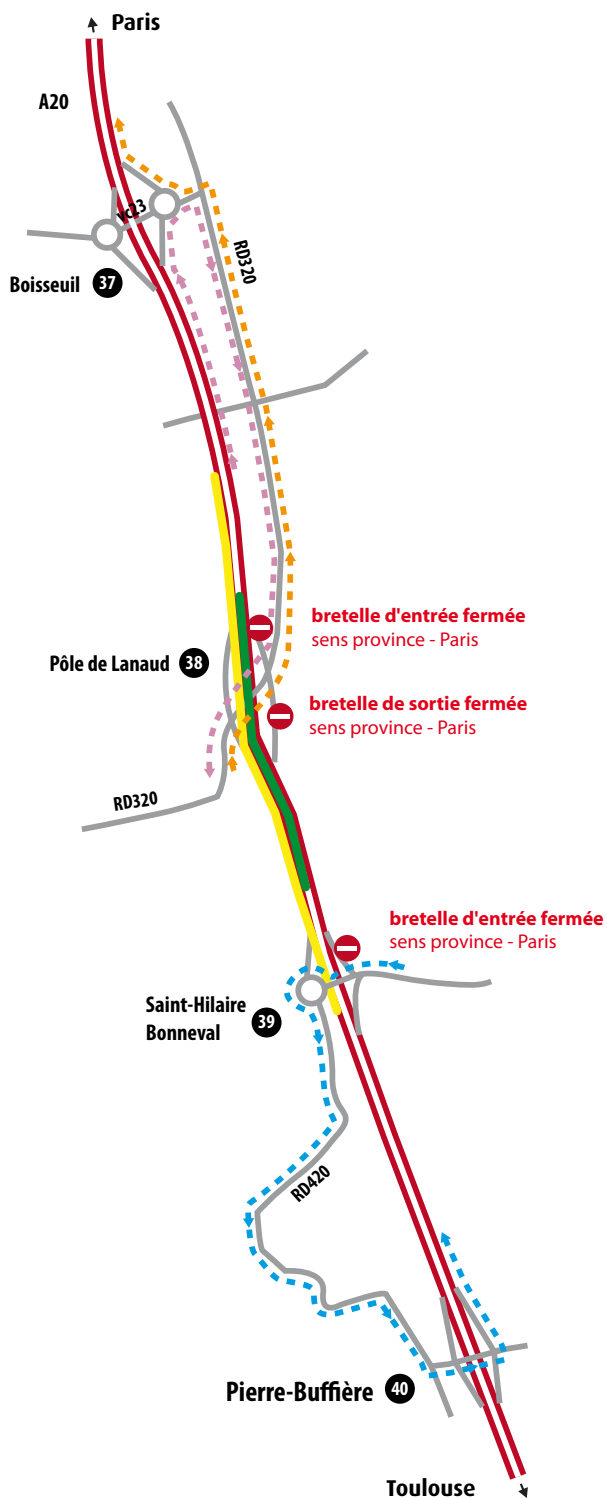 Paris
A20
vc23
RD320
Boisseuil 37
bretelle d'entrée fermée
sens province - Paris
Pôle de Lanaud 38
bretelle de sortie fermée
sens province - Paris
RD320
bretelle d'entrée fermée
sens province - Paris
Saint-Hilaire
Bonneval
39
RD420
Pierre-Buffière 40
Toulouse